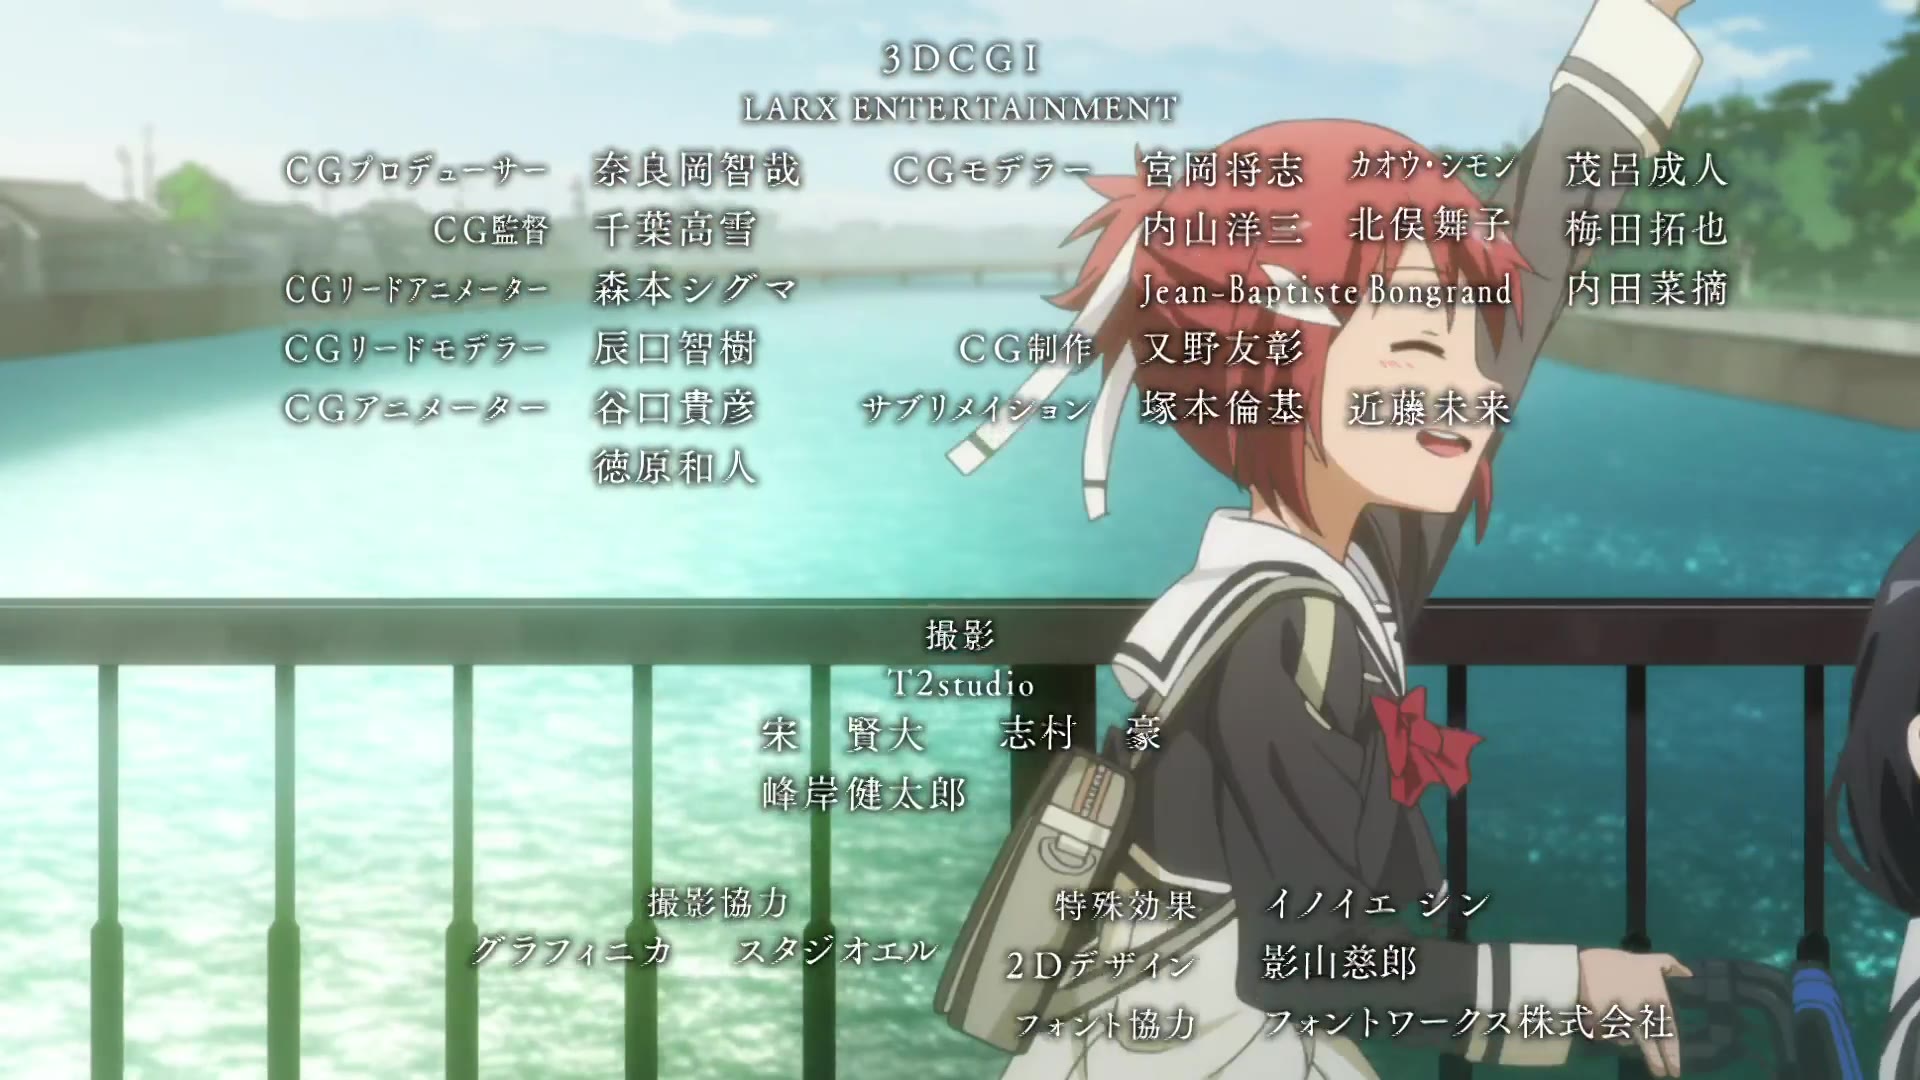 3DCGI
LARX ENTERTAINMENT
CGプロデューサー 奈良岡智哉
CG監督 千葉高雪
CGリードアニメーター 森本シグマ
CGリードモデラー 辰口智樹
CGアニメーター 谷口貴彦
徳原和人
CGモデラー 宮岡将志 カオウ・シモン 茂呂成人
内山洋三 北俣舞子 梅田拓也
Jean-Baptiste Bongrand 内田菜摘
CG制作 又野友彰
サブリメイション 塚本倫基 近藤未来
撮影
T2studio
宋 賢大 志村 豪
峰岸健太郎
撮影協力
グラフィニカ スタジオエル
特殊効果 イノイエ シン
2Dデザイン 影山慈郎
フォント協力 フォントワークス株式会社